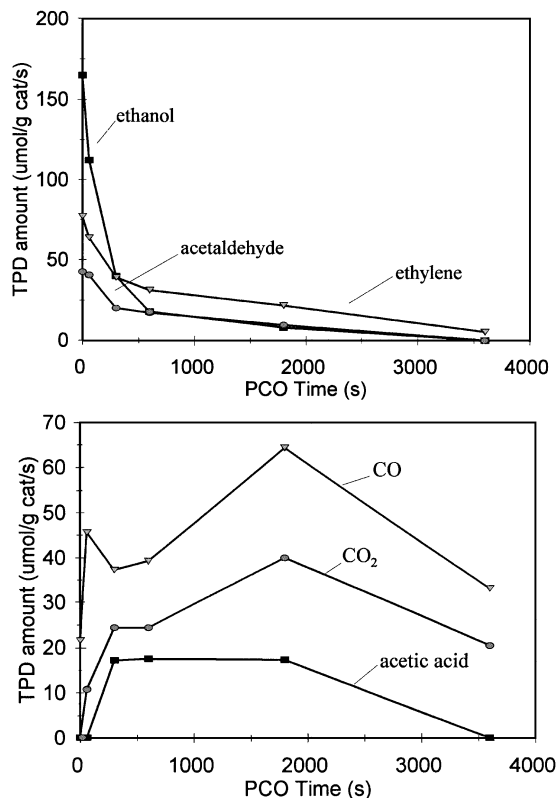 200
150
100
50
0
TPD amount (umol/g cat/s)
ethanol
acetaldehyde
ethylene
0 1000 2000 3000 4000
PCO Time (s)
70
60
50
40
30
20
10
0
TPD amount (umol/g cat/s)
CO
CO₂
acetic acid
0 1000 2000 3000 4000
PCO Time (s)